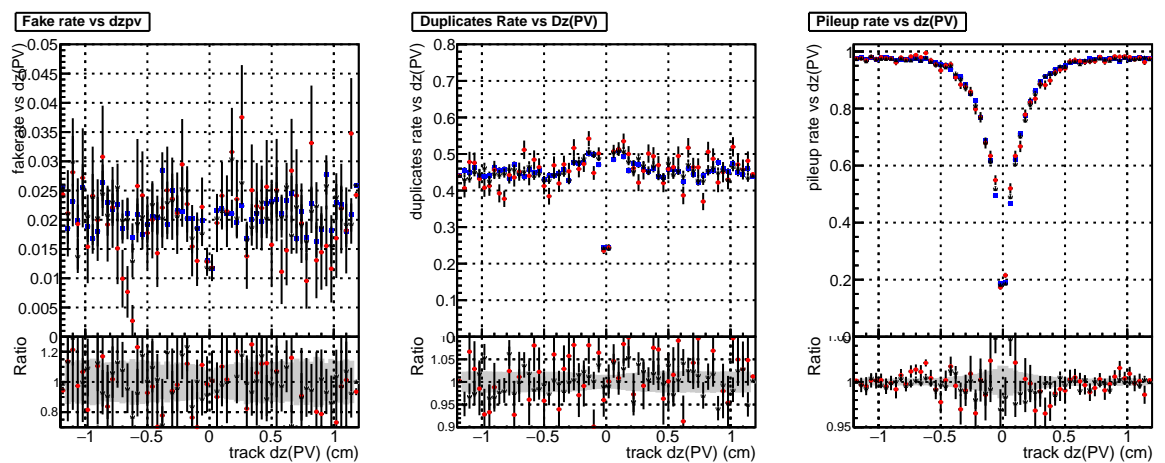 Fake rate vs dzpv
fakerate vs dz(PV)
0.05
0.045
0.04
0.035
0.03
0.025
0.02
0.015
0.01
0.005
0
Ratio
1.2
1
0.8
−1 −0.5 0 0.5 1
track dz(PV) (cm)
Duplicates Rate vs Dz(PV)
duplicates rate vs dz(PV)
0.8
0.7
0.6
0.5
0.4
0.3
0.2
0.1
0
Ratio
1.05
1
0.95
0.9
−1 −0.5 0 0.5 1
track dz(PV) (cm)
Pileup rate vs dz(PV)
pileup rate vs dz(PV)
1
0.8
0.6
0.4
0.2
0
Ratio
1
0.95
−1 −0.5 0 0.5 1
track dz(PV) (cm)